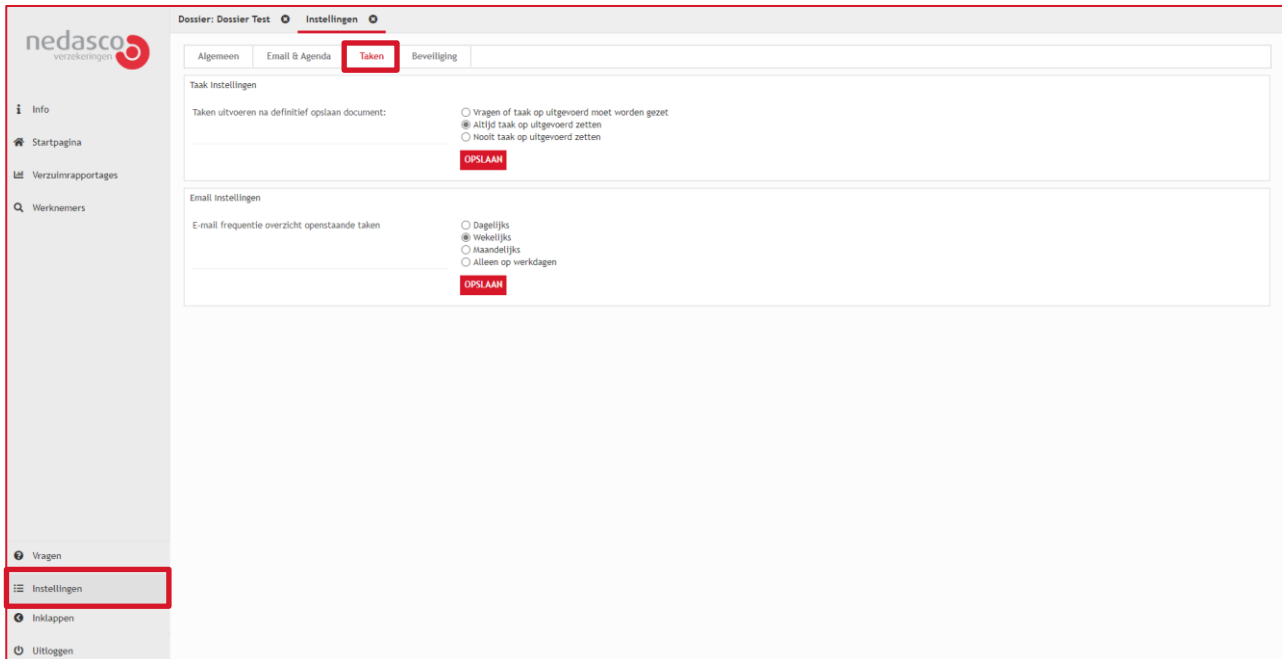 nedasco
verzekeringen
Info
Startpagina
Verzuimrapportages
Werknemers
Vragen
Instellingen
Inklappen
Uitloggen
Dossier: Dossier Test Instellingen
Algemeen Email & Agenda Taken Beveiliging
Taak Instellingen
Taken uitvoeren na definitief opslaan document:
Vragen of taak op uitgevoerd moet worden gezet
Altijd taak op uitgevoerd zetten
Nooit taak op uitgevoerd zetten
OPSLAAN
Email Instellingen
E-mail frequentie overzicht openstaande taken
Dagelijks
Wekelijks
Maandelijks
Alleen op werkdagen
OPSLAAN